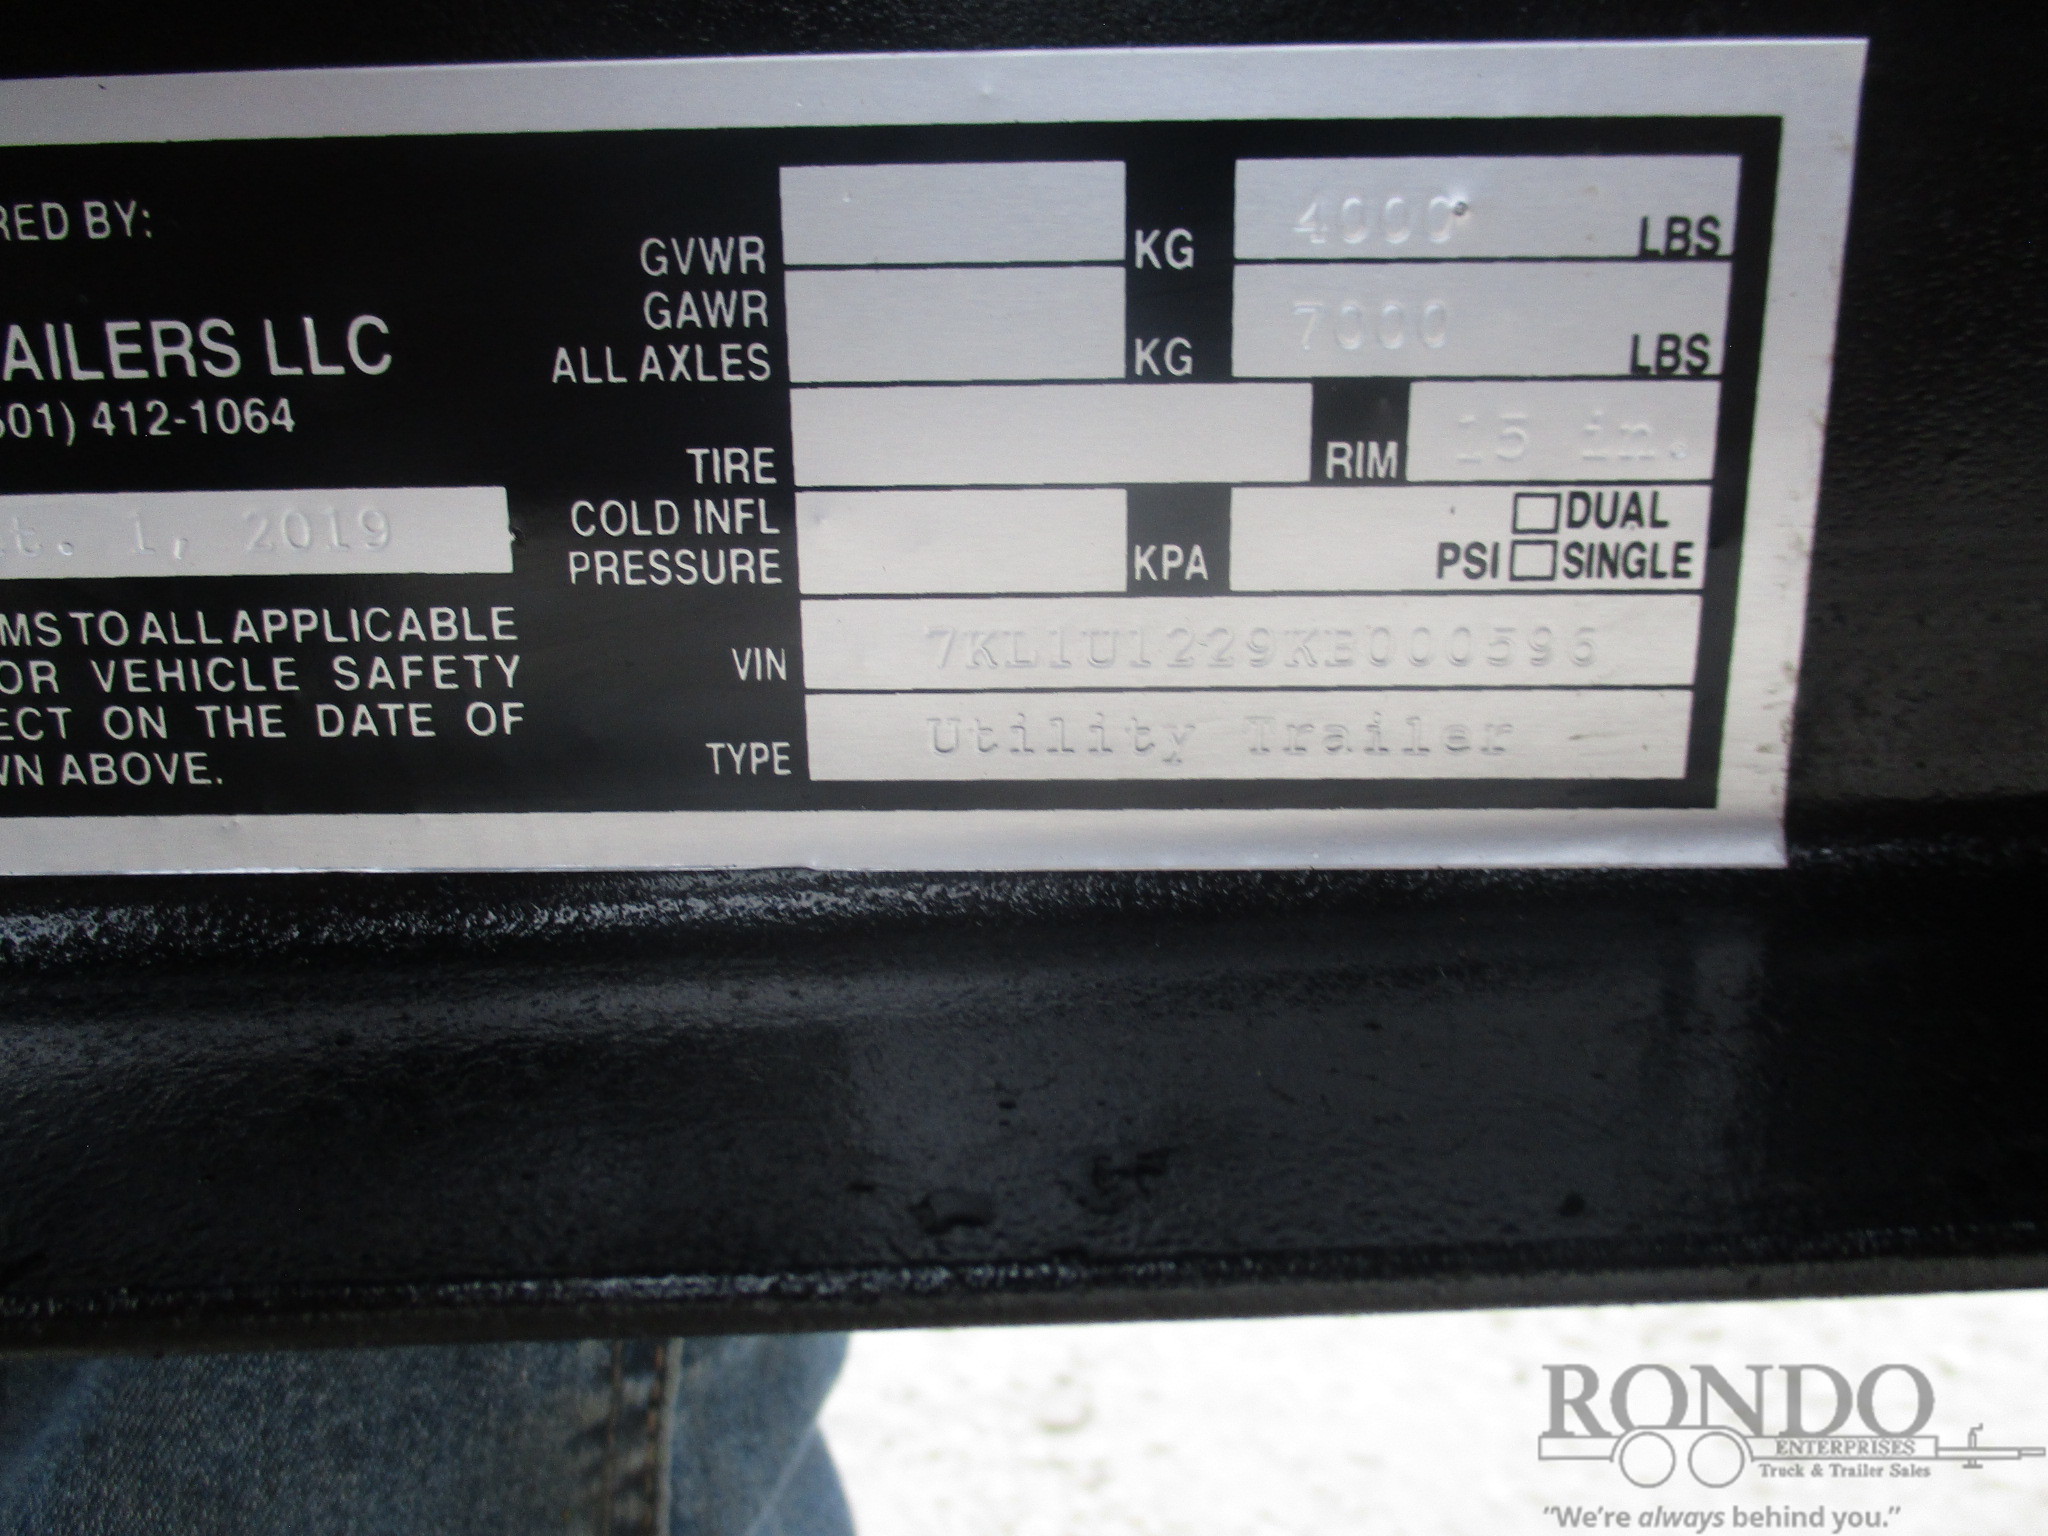 RED BY:
AILERS LLC
501) 412-1064
t. 1, 2019
MS TO ALL APPLICABLE
OR VEHICLE SAFETY
ECT ON THE DATE OF
WN ABOVE.
GVWR KG 4000 LBS
GAWR
ALL AXLES KG 7000 LBS
TIRE RIM 15 in.
COLD INFL DUAL
PRESSURE KPA PSI SINGLE
VIN 7KL1U1229KB000596
TYPE Utility Trailer
RONDO
ENTERPRISES
Truck & Trailer Sales
"We're always behind you."